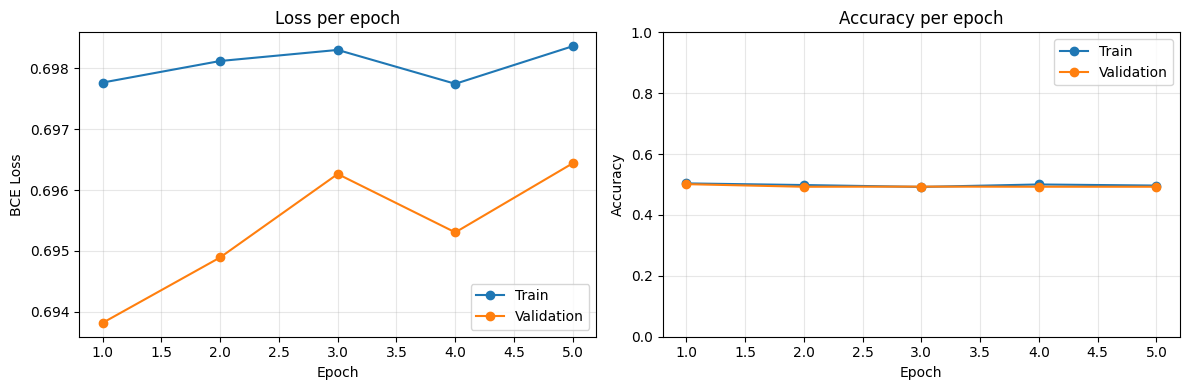 Loss per epoch
BCE Loss
0.698
0.697
0.696
0.695
0.694
Train
Validation
1.0 1.5 2.0 2.5 3.0 3.5 4.0 4.5 5.0
Epoch
Accuracy per epoch
Accuracy
1.0
0.8
0.6
0.4
0.2
0.0
Train
Validation
1.0 1.5 2.0 2.5 3.0 3.5 4.0 4.5 5.0
Epoch